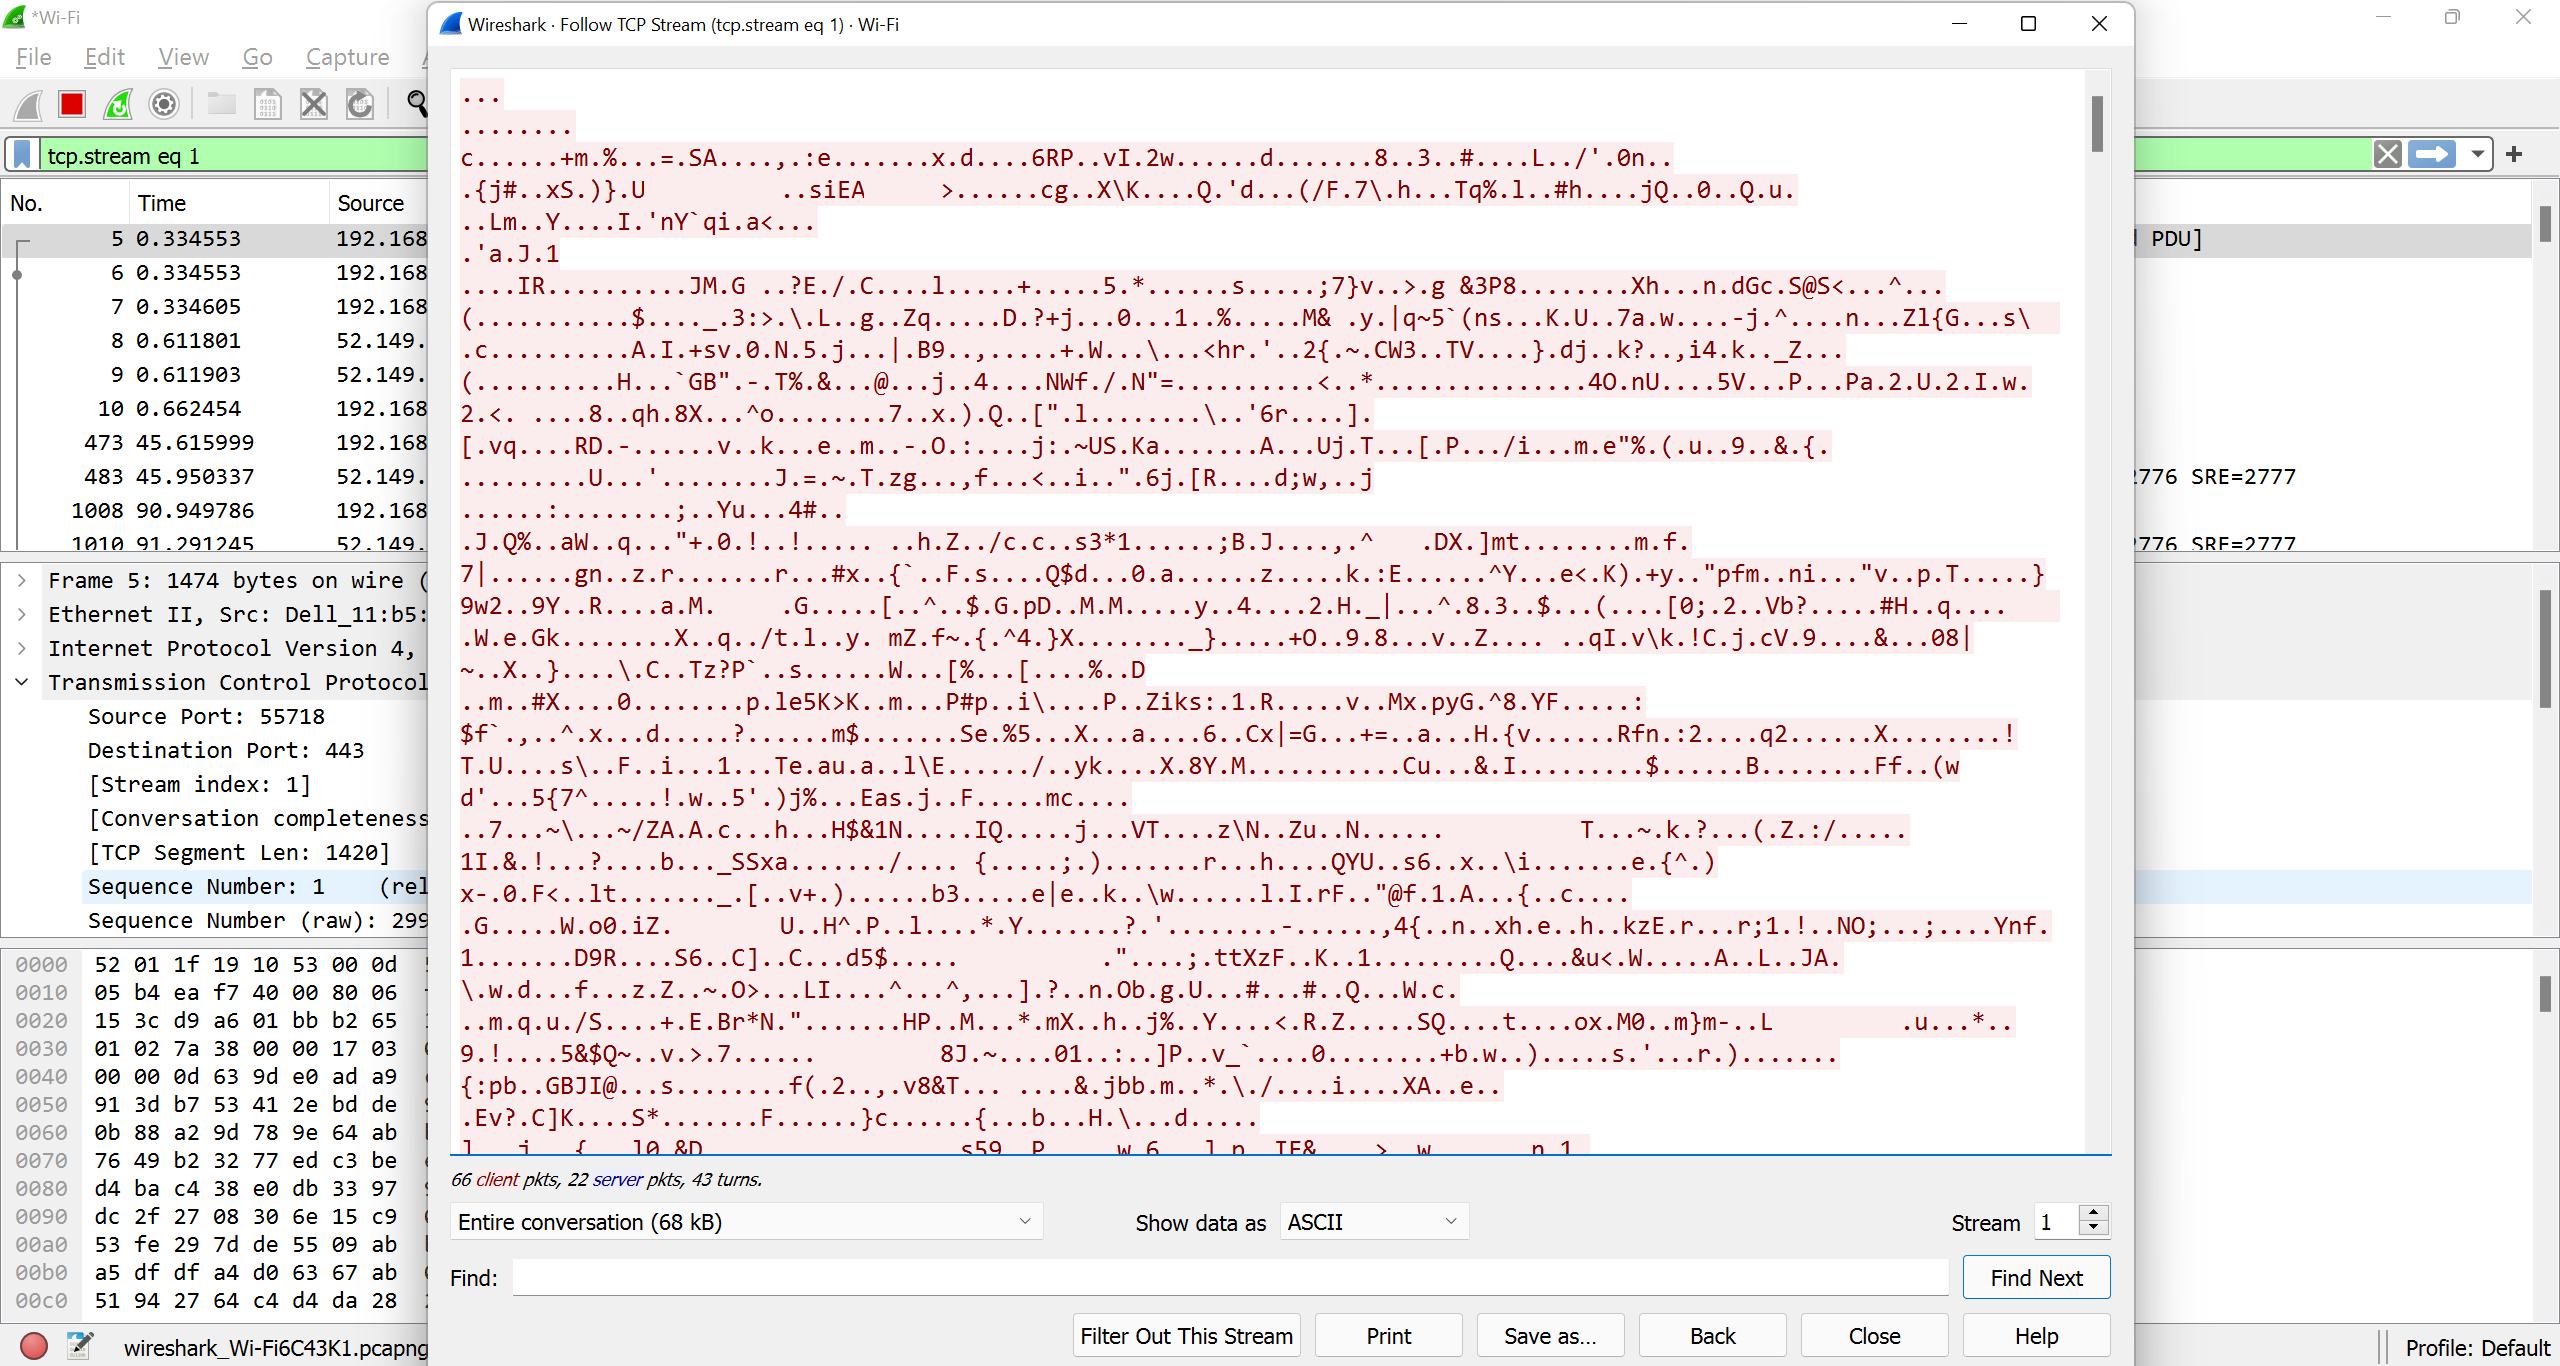 *Wi-Fi
Wireshark · Follow TCP Stream (tcp.stream eq 1) · Wi-Fi
File Edit View Go Capture
tcp.stream eq 1
No. Time Source
5 0.334553 192.168
PDU]
6 0.334553 192.168
7 0.334605 192.168
8 0.611801 52.149.
9 0.611903 52.149.
10 0.662454 192.168
473 45.615999 192.168
483 45.950337 52.149.
2776 SRE=2777
1008 90.949786 192.168
1010 91.291245 52.149.
2776 SRE=2777
Frame 5: 1474 bytes on wire (
Ethernet II, Src: Dell_11:b5:
Internet Protocol Version 4,
Transmission Control Protocol
Source Port: 55718
Destination Port: 443
[Stream index: 1]
[Conversation completeness
[TCP Segment Len: 1420]
Sequence Number: 1 (rel
Sequence Number (raw): 299
0000 52 01 1f 19 10 53 00 0d
0010 05 b4 ea f7 40 00 80 06
0020 15 3c d9 a6 01 bb b2 65
0030 01 02 7a 38 00 00 17 03
0040 00 00 0d 63 9d e0 ad a9
0050 91 3d b7 53 41 2e bd de
0060 0b 88 a2 9d 78 9e 64 ab
0070 76 49 b2 32 77 ed c3 be
0080 d4 ba c4 38 e0 db 33 97
0090 dc 2f 27 08 30 6e 15 c9
00a0 53 fe 29 7d de 55 09 ab
00b0 a5 df df a4 d0 63 67 ab
00c0 51 94 27 64 c4 d4 da 28
wireshark_Wi-Fi6C43K1.pcapng
...
........
c......+m.%...=.SA....,.:e.......x.d....6RP..vI.2w......d.......8..3..#....L../'.0n..
.{j#..xS.)}.U ..siEA >......cg..X\K....Q.'d...(/F.7\.h...Tq%.l..#h....jQ..0..Q.u.
..Lm..Y....I.'nY`qi.a<...
.'a.J.1
....IR..........JM.G ..?E./.C....l.....+.....5.*......s.....;7}v..>.g &3P8........Xh...n.dGc.S@S<...^...
(...........$...._.3:>.\.L..g..Zq.....D.?+j...0...1..%.....M& .y.|q~5`(ns...K.U..7a.w....-j.^....n...Zl{G...s\
.c..........A.I.+sv.0.N.5.j...|.B9..,.....+.W...\...<hr.'..2{.~.CW3..TV....}.dj..k?..,i4.k.._Z...
(..........H...`GB".-.T%.&...@...j..4....NWf./.N"=..........<..*...............4O.nU....5V...P...Pa.2.U.2.I.w.
2.<. ....8..qh.8X...^o........7..x.).Q..[".l........\..'6r....].
[.vq....RD.-......v..k...e..m..-.O.:....j:.~US.Ka.......A...Uj.T...[.P.../i...m.e"%.(.u..9..&.{.
.........U...'........J.=.~.T.zg...,f...<..i..".6j.[R....d;w,..j
......:........;..Yu...4#..
.J.Q%..aW..q..."+.0.!..!..... ..h.Z../c.c..s3*1......;B.J....,.^ .DX.]mt........m.f.
7|......gn..z.r.......r...#x..{`..F.s....Q$d...0.a......z.....k.:E......^Y...e<.K).+y.."pfm..ni..."v..p.T.....}
9w2..9Y..R....a.M. .G.....[..^..$.G.pD..M.M.....y..4....2.H._|...^.8.3..$...(....[0;.2..Vb?.....#H..q....
.W.e.Gk........X..q../t.l..y. mZ.f~.{.^4.}X........_}.....+O..9.8...v..Z.... ..qI.v\k.!C.j.cV.9....&...08|
~..X..}....\.C..Tz?P`..s......W...[%...[....%..D
..m..#X....0........p.le5K>K..m...P#p..i\....P..Ziks:.1.R.....v..Mx.pyG.^8.YF.....:
$f`.,..^.x...d.....?......m$.......Se.%5...X...a....6..Cx|=G...+=..a...H.{v......Rfn.:2....q2......X........!
T.U....s\..F..i...1...Te.au.a..l\E....../..yk....X.8Y.M...........Cu...&.I.........$......B........Ff..(w
d'...5{7^.....!.w..5'.)j%...Eas.j..F.....mc....
..7...~\...~/ZA.A.c...h...H$&1N.....IQ.....j...VT....z\N..Zu..N...... T...~.k.?...(.Z.:/.....
1I.&.!...?....b..._SSxa......./.... {.....;.).......r...h....QYU..s6..x..\i.......e.{^.)
x-.0.F<..lt......._.[..v+.)......b3.....e|e..k..\w......l.I.rF.."@f.1.A...{..c....
.G.....W.o0.iZ. U..H^.P..l....*.Y.......?.'........-......,4{..n..xh.e..h..kzE.r...r;1.!..NO;...;....Ynf.
1.......D9R....S6..C]..C...d5$..... ."....;.ttXzF..K..1.........Q....&u<.W.....A..L..JA.
\.w.d...f...z.Z..~.O>...LI....^...^,...].?..n.Ob.g.U...#...#..Q...W.c.
..m.q.u./S....+.E.Br*N.".......HP..M...*.mX..h..j%..Y....<.R.Z.....SQ....t....ox.M0..m}m-..L .u...*..
9.!....5&$Q~..v.>.7...... 8J.~....01..:..]P..v_`....0........+b.w..).....s.'...r.).......
{:pb..GBJI@...s........f(.2..,.v8&T... ....&.jbb.m..*.\./....i....XA..e..
.Ev?.C]K....S*.......F......}c......{...b...H.\...d.....
66 client pkts, 22 server pkts, 43 turns.
Entire conversation (68 kB)
Show data as ASCII
Stream 1
Find:
Find Next
Filter Out This Stream Print Save as... Back Close Help
Profile: Default